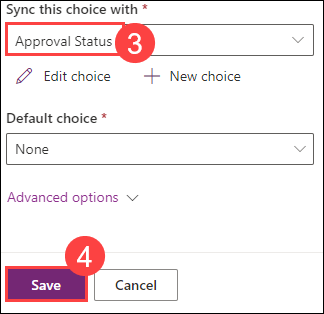 Sync this choice with *
Approval Status
3
Edit choice
New choice
Default choice *
None
Advanced options
4
Save
Cancel